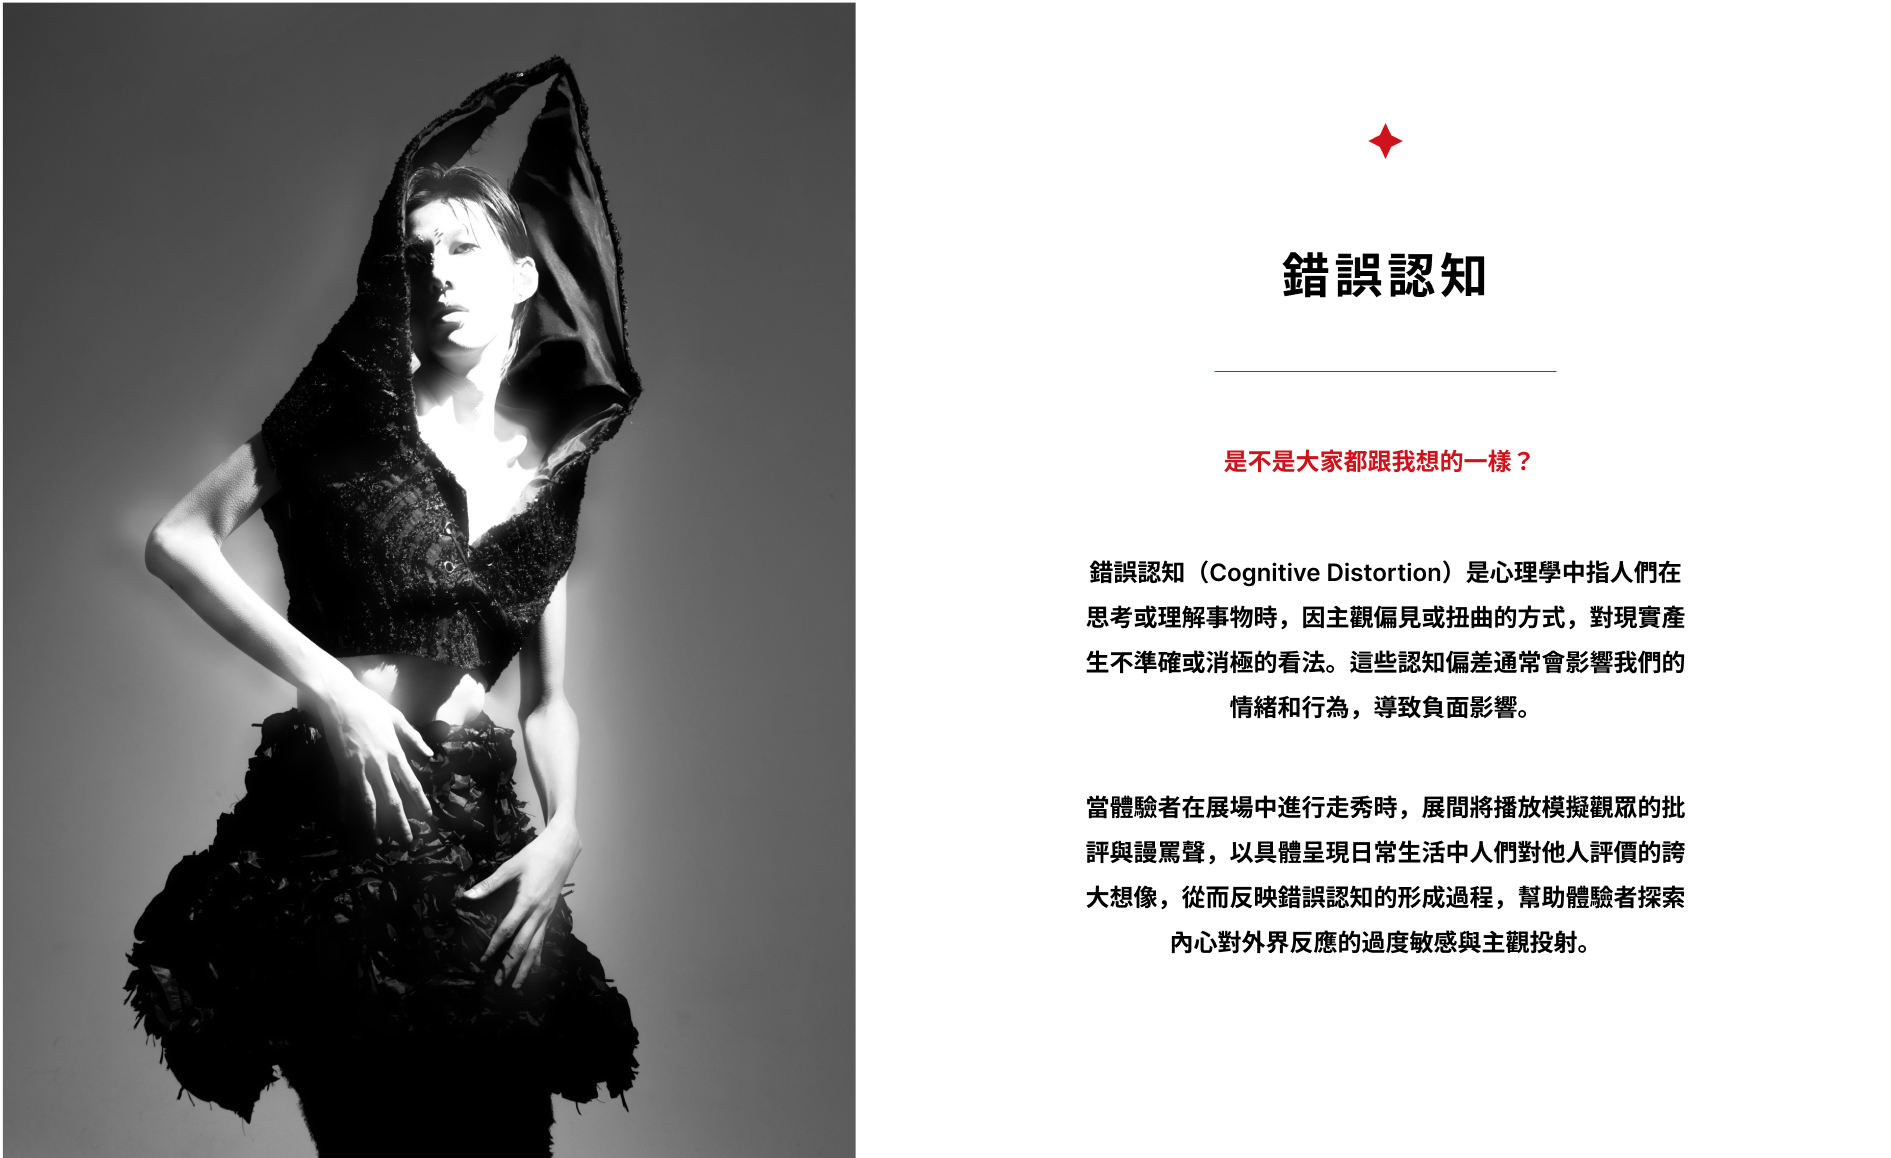 錯誤認知
是不是大家都跟我想的一樣？
錯誤認知（Cognitive Distortion）是心理學中指人們在
思考或理解事物時，因主觀偏見或扭曲的方式，對現實產
生不準確或消極的看法。這些認知偏差通常會影響我們的
情緒和行為，導致負面影響。
當體驗者在展場中進行走秀時，展間將播放模擬觀眾的批
評與謾罵聲，以具體呈現日常生活中人們對他人評價的誇
大想像，從而反映錯誤認知的形成過程，幫助體驗者探索
內心對外界反應的過度敏感與主觀投射。